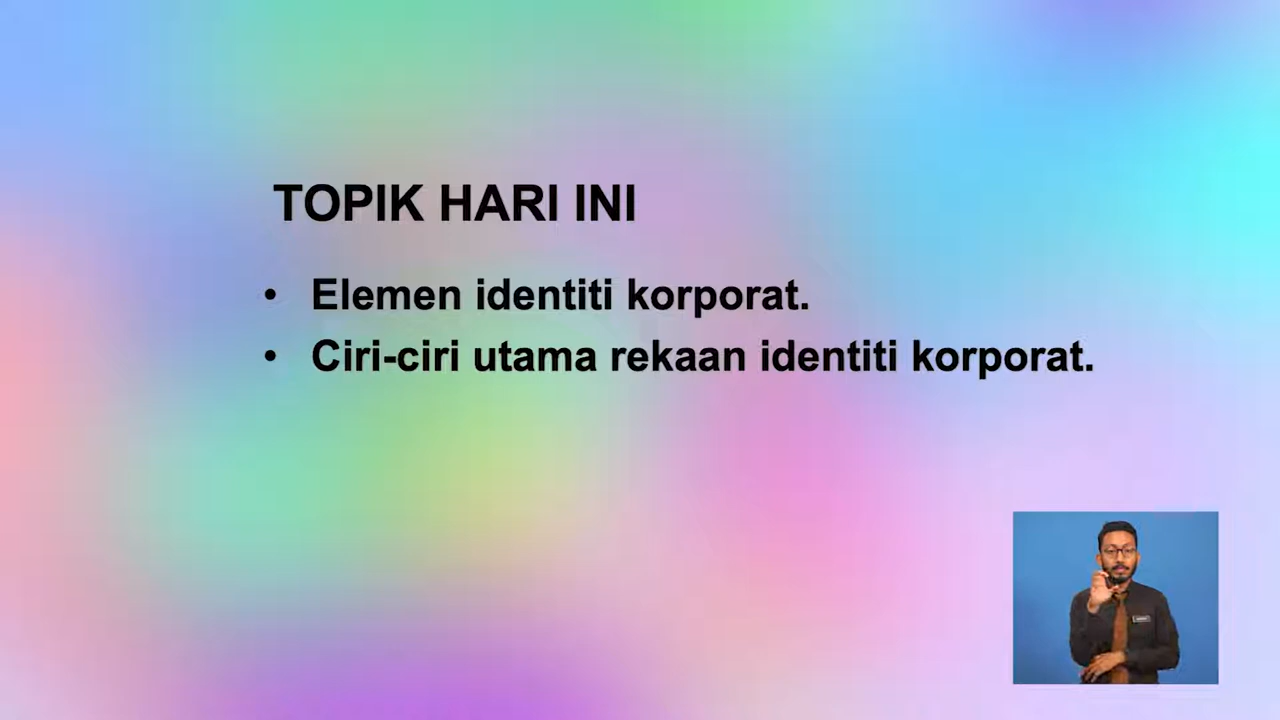 TOPIK HARI INI
• Elemen identiti korporat.
• Ciri-ciri utama rekaan identiti korporat.